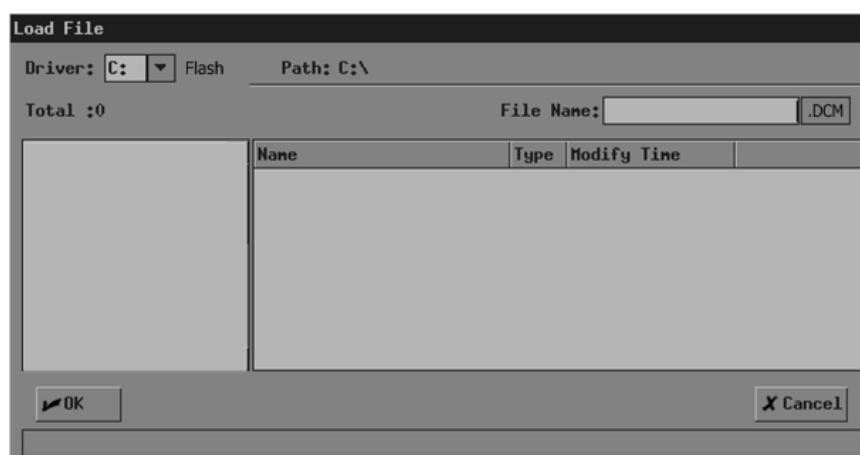 Load File
Driver: C: Flash Path: C:\
Total :0 File Name: .DCM
Name Type Modify Time
OK Cancel